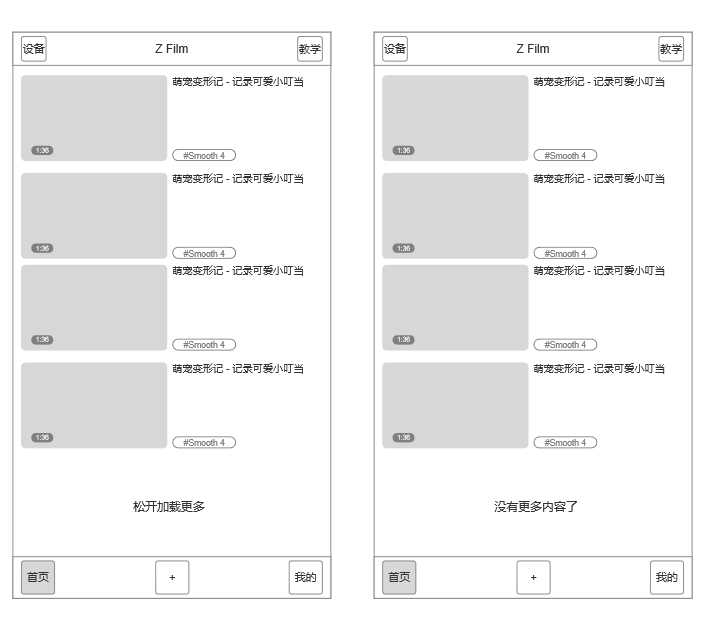 设备 Z Film 教学
萌宠变形记 - 记录可爱小叮当
1:36
#Smooth 4
萌宠变形记 - 记录可爱小叮当
1:36
#Smooth 4
萌宠变形记 - 记录可爱小叮当
1:36
#Smooth 4
萌宠变形记 - 记录可爱小叮当
1:36
#Smooth 4
松开加载更多
首页 + 我的
设备 Z Film 教学
萌宠变形记 - 记录可爱小叮当
1:36
#Smooth 4
萌宠变形记 - 记录可爱小叮当
1:36
#Smooth 4
萌宠变形记 - 记录可爱小叮当
1:36
#Smooth 4
萌宠变形记 - 记录可爱小叮当
1:36
#Smooth 4
没有更多内容了
首页 + 我的